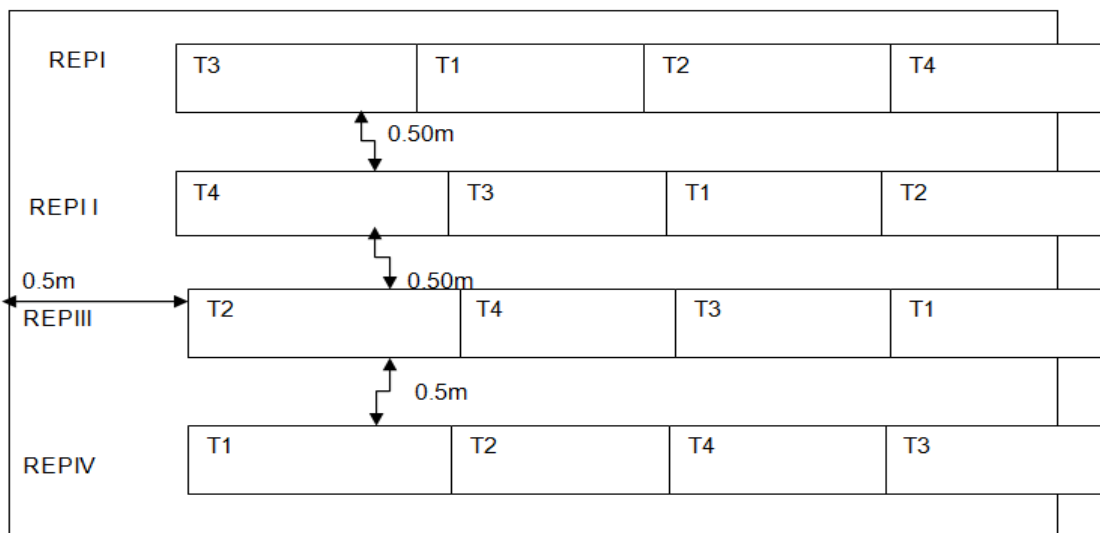 REPI T3 T1 T2 T4
0.50m
REPI I T4 T3 T1 T2
0.5m 0.50m
REPIII T2 T4 T3 T1
0.5m
REPIV T1 T2 T4 T3